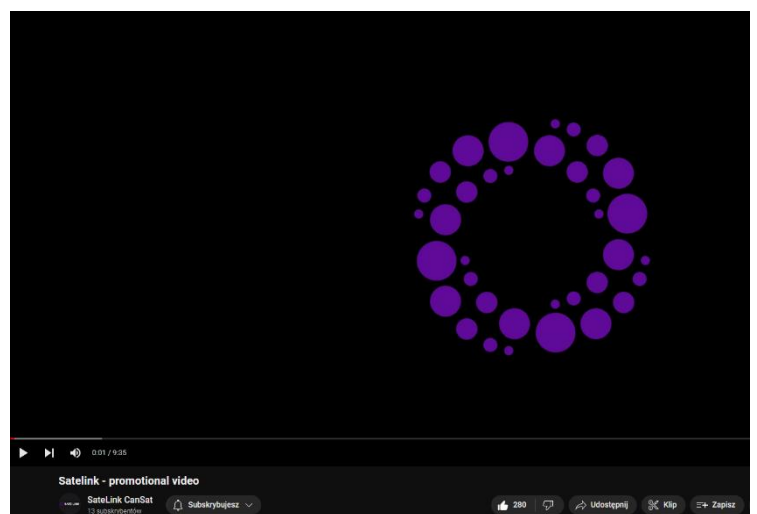 0:01 / 9:35
Satelink - promotional video
SateLink CanSat
13 subskrybentów
Subskrybujesz
280
Udostępnij
Klip
Zapisz